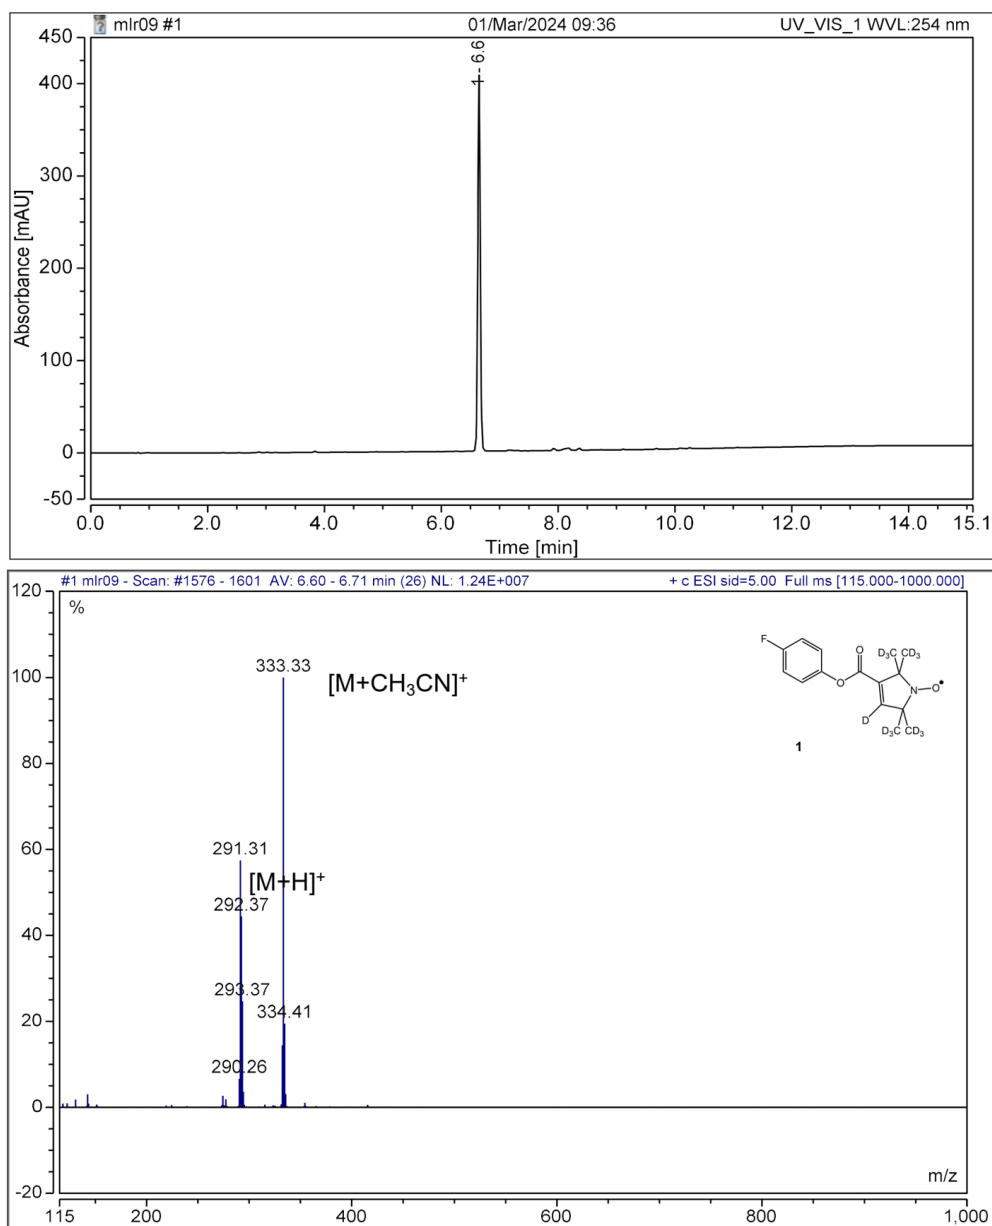 mlr09 #1 01/Mar/2024 09:36 UV_VIS_1 WVL:254 nm
Absorbance [mAU]
450
400
300
200
100
0
-50
1 - 6.6
0.0 2.0 4.0 6.0 8.0 10.0 12.0 14.0 15.1
Time [min]
#1 mlr09 - Scan: #1576 - 1601 AV: 6.60 - 6.71 min (26) NL: 1.24E+007 + c ESI sid=5.00 Full ms [115.000-1000.000]
%
120
100
80
60
40
20
0
-20
333.33
[M+CH₃CN]⁺
291.31
[M+H]⁺
292.37
293.37
334.41
290.26
F
O
O
D₃C CD₃
N O•
D
D₃C CD₃
1
m/z
115 200 400 600 800 1,000